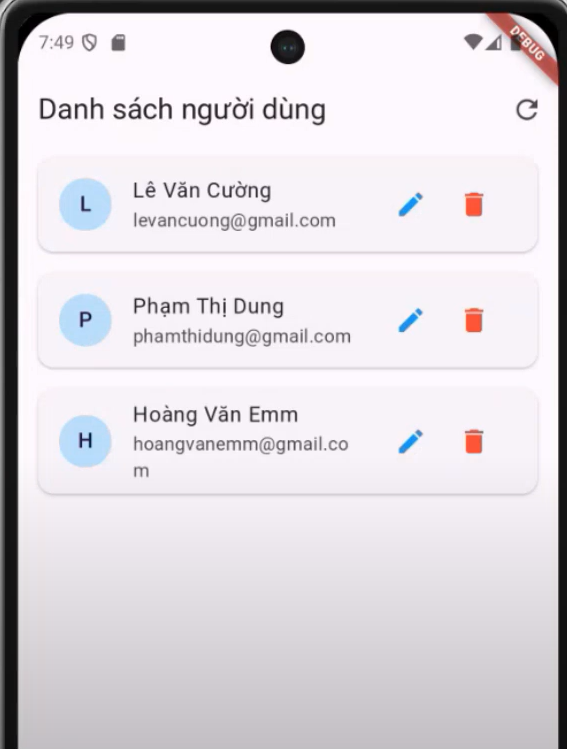 7:49
DEBUG
Danh sách người dùng
L
Lê Văn Cường
levancuong@gmail.com
P
Phạm Thị Dung
phamthidung@gmail.com
H
Hoàng Văn Emm
hoangvanemm@gmail.co
m